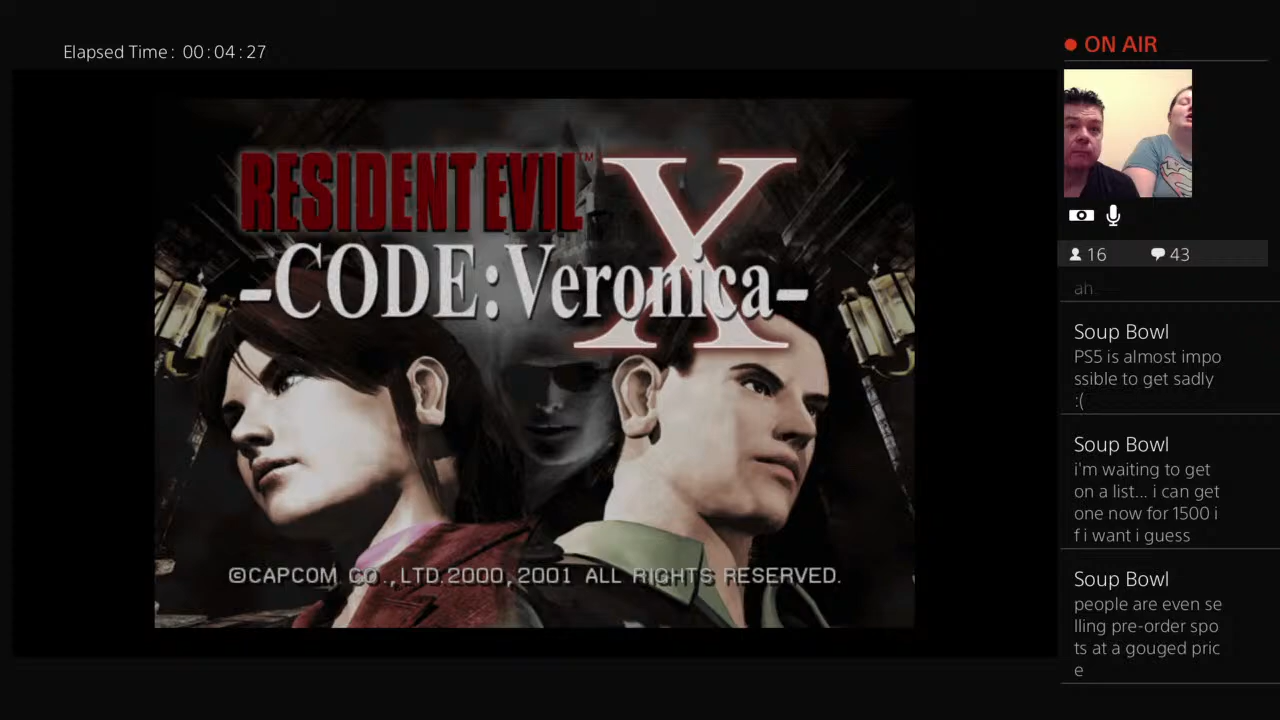 Elapsed Time: 00:04:27
ON AIR
RESIDENT EVIL™ X
-CODE:Veronica-
©CAPCOM CO.,LTD.2000,2001 ALL RIGHTS RESERVED.
16 43
ah
Soup Bowl
PS5 is almost impo
ssible to get sadly
:(
Soup Bowl
i'm waiting to get
on a list... i can get
one now for 1500 i
f i want i guess
Soup Bowl
people are even se
lling pre-order spo
ts at a gouged pric
e